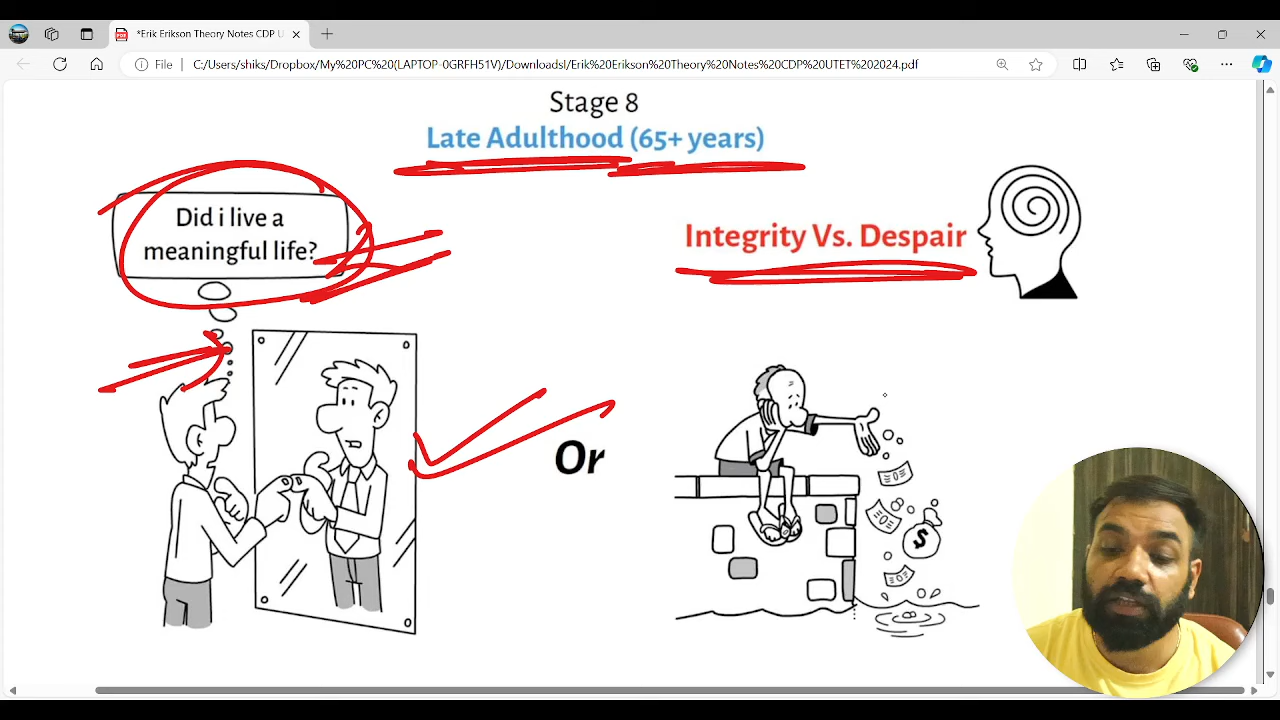 *Erik Erikson Theory Notes CDP U
File
C:/Users/shiks/Dropbox/My%20PC%20(LAPTOP-0GRFH51V)/Downloads/Erik%20Erikson%20Theory%20Notes%20CDP%20UTET%202024.pdf
Stage 8
Late Adulthood (65+ years)
Did i live a
meaningful life?
Integrity Vs. Despair
Or
$